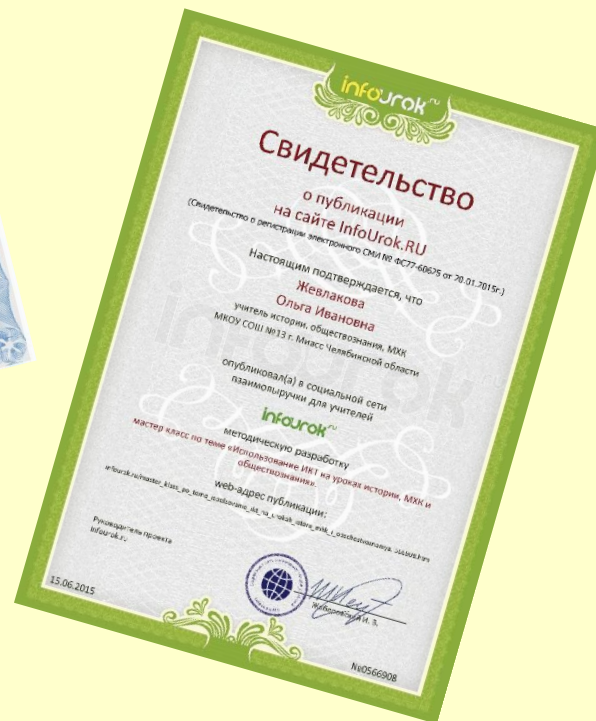 infourok.ru
Свидетельство
о публикации
на сайте InfoUrok.RU
(Свидетельство о регистрации электронного СМИ № ФС77-60625 от 20.01.2015г.)
Настоящим подтверждается, что
Жевлакова
Ольга Ивановна
учитель истории, обществознания, МХК
МКОУ СОШ №13 г. Миасс Челябинской области
опубликовал(а) в социальной сети
взаимовыручки для учителей
infourok.ru
методическую разработку
мастер класс по теме «Использование ИКТ на уроках истории, МХК и
обществознания».
web-адрес публикации:
Руководитель проекта
Infourok.ru
15.06.2015
И. З.
№0566908